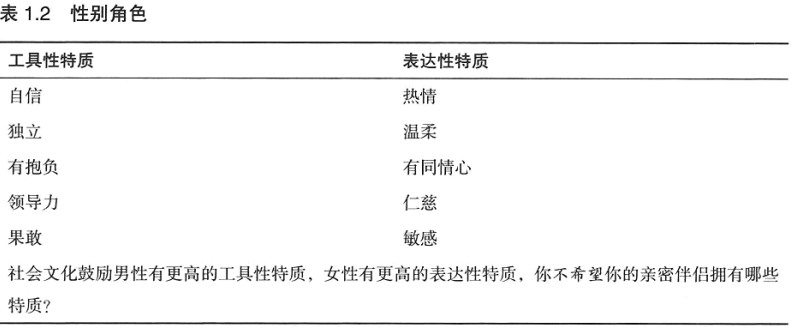 表 1.2 性别角色
工具性特质 表达性特质
自信 热情
独立 温柔
有抱负 有同情心
领导力 仁慈
果敢 敏感
社会文化鼓励男性有更高的工具性特质，女性有更高的表达性特质，你不希望你的亲密伴侣拥有哪些
特质？